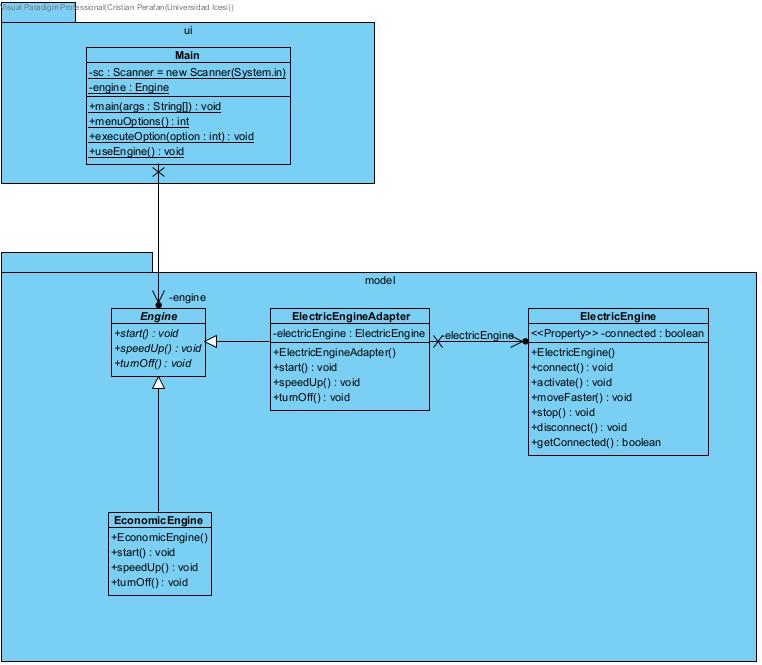 Visual Paradigm Professional(Cristian Perafan(Universidad Icesi))
ui
Main
-sc : Scanner = new Scanner(System.in)
-engine : Engine
+main(args : String[]) : void
+menuOptions() : int
+executeOption(option : int) : void
+useEngine() : void
model
-engine
Engine
+start() : void
+speedUp() : void
+turnOff() : void
ElectricEngineAdapter
-electricEngine : ElectricEngine
+ElectricEngineAdapter()
+start() : void
+speedUp() : void
+turnOff() : void
-electricEngine
ElectricEngine
<<Property>> -connected : boolean
+ElectricEngine()
+connect() : void
+activate() : void
+moveFaster() : void
+stop() : void
+disconnect() : void
+getConnected() : boolean
EconomicEngine
+EconomicEngine()
+start() : void
+speedUp() : void
+turnOff() : void